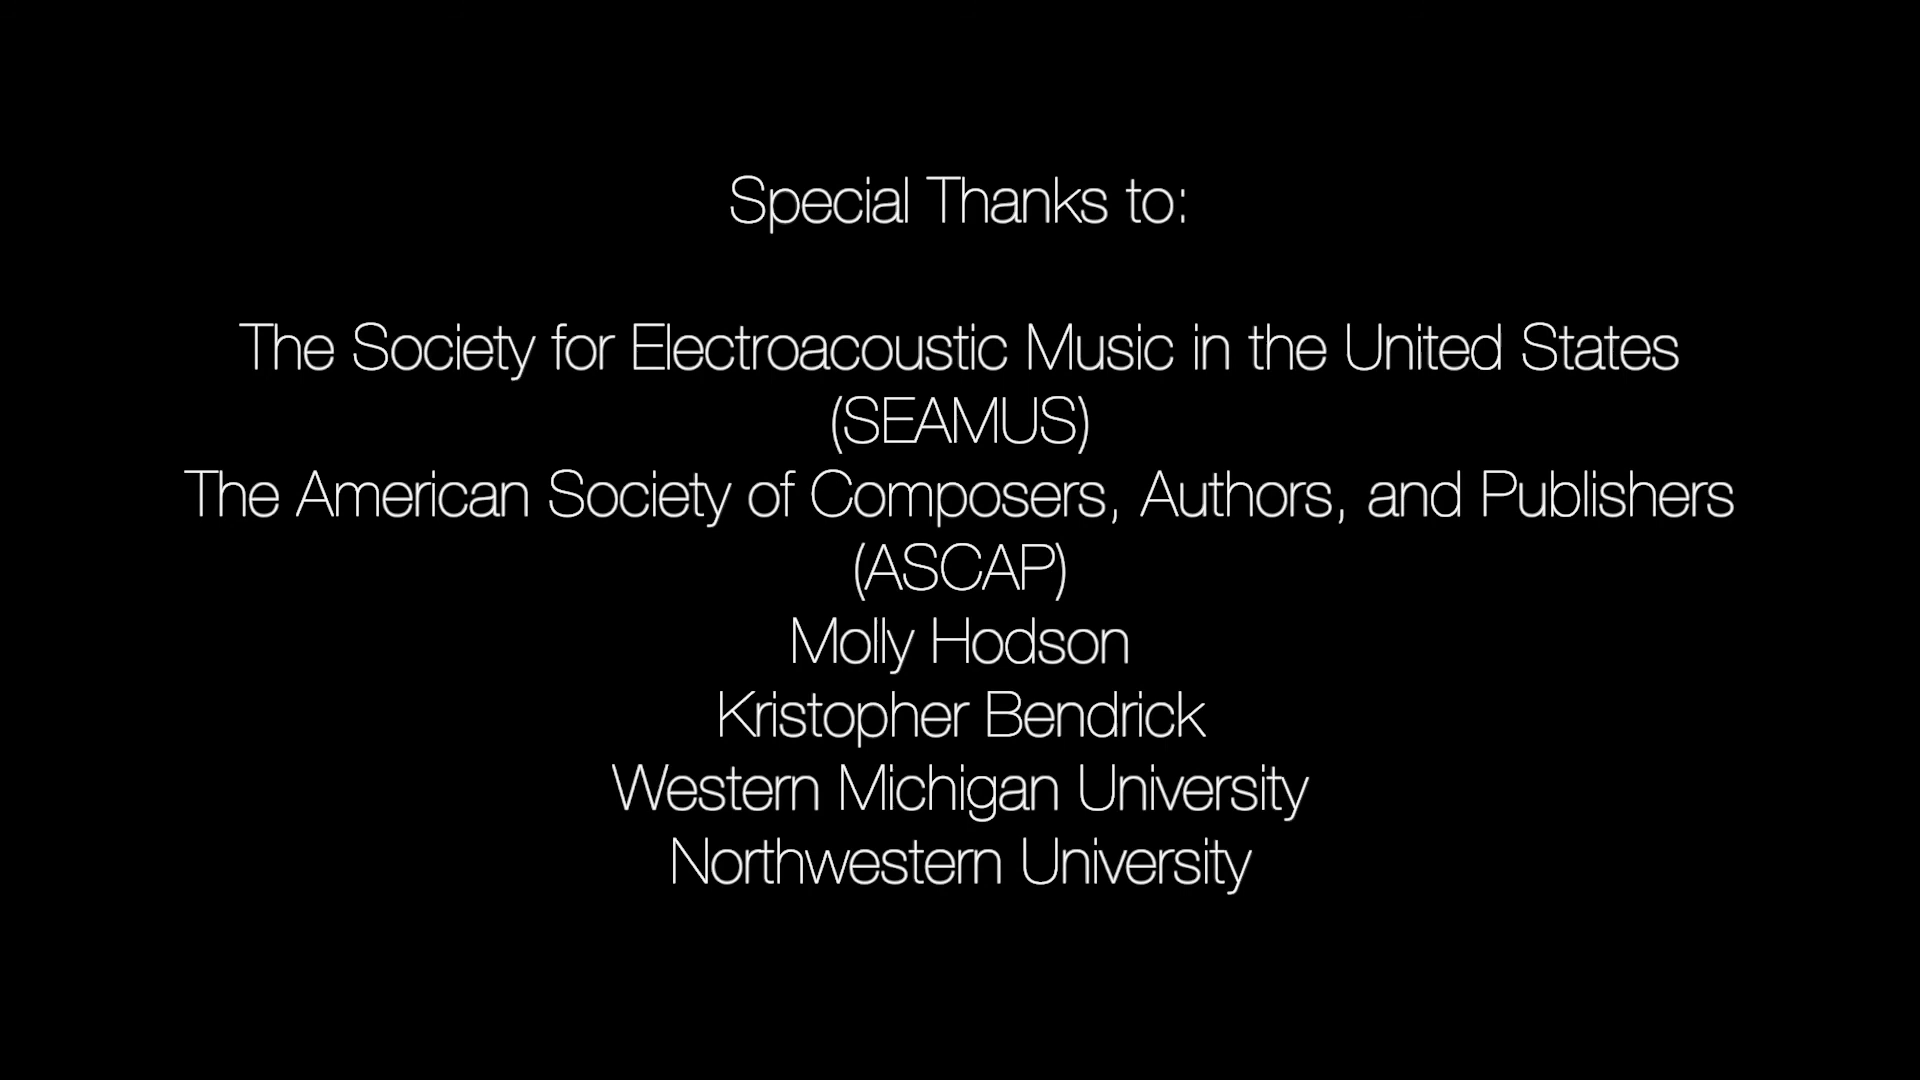 Special Thanks to:
The Society for Electroacoustic Music in the United States
(SEAMUS)
The American Society of Composers, Authors, and Publishers
(ASCAP)
Molly Hodson
Kristopher Bendrick
Western Michigan University
Northwestern University